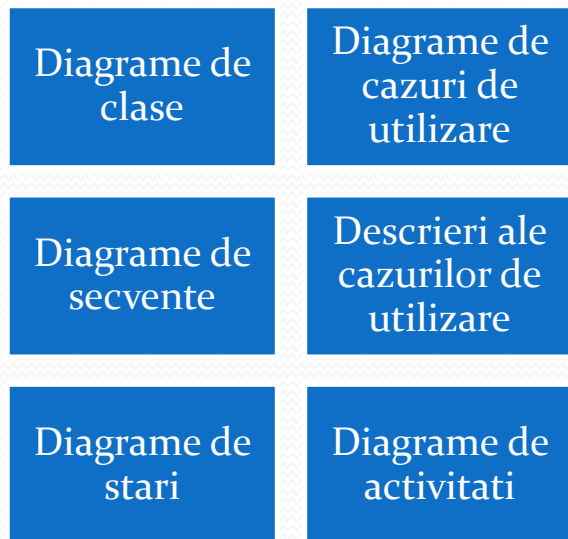 Diagrame de
clase
Diagrame de
cazuri de
utilizare
Diagrame de
secvente
Descrieri ale
cazurilor de
utilizare
Diagrame de
stari
Diagrame de
activitati